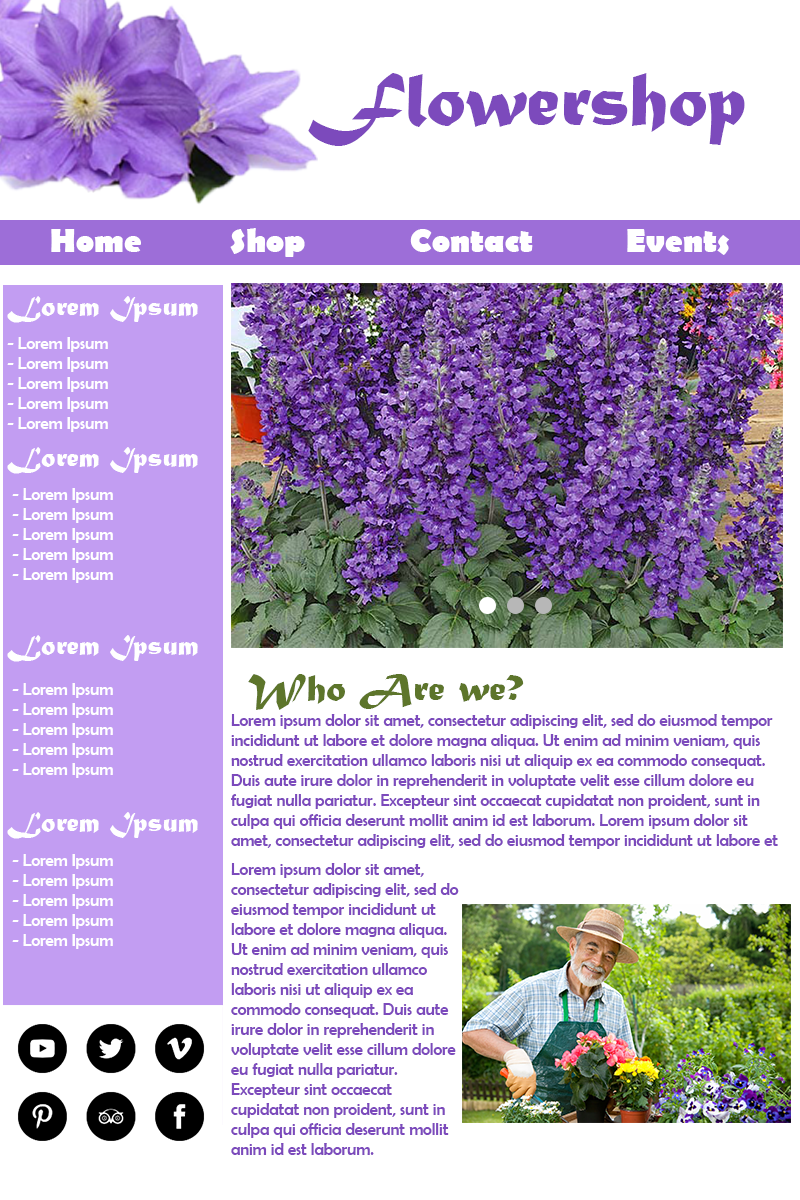 Flowershop
Home Shop Contact Events
Lorem Ipsum
- Lorem Ipsum
- Lorem Ipsum
- Lorem Ipsum
- Lorem Ipsum
- Lorem Ipsum
Lorem Ipsum
- Lorem Ipsum
- Lorem Ipsum
- Lorem Ipsum
- Lorem Ipsum
- Lorem Ipsum
Lorem Ipsum
- Lorem Ipsum
- Lorem Ipsum
- Lorem Ipsum
- Lorem Ipsum
- Lorem Ipsum
Lorem Ipsum
- Lorem Ipsum
- Lorem Ipsum
- Lorem Ipsum
- Lorem Ipsum
- Lorem Ipsum
Who Are we?
Lorem ipsum dolor sit amet, consectetur adipiscing elit, sed do eiusmod tempor
incididunt ut labore et dolore magna aliqua. Ut enim ad minim veniam, quis
nostrud exercitation ullamco laboris nisi ut aliquip ex ea commodo consequat.
Duis aute irure dolor in reprehenderit in voluptate velit esse cillum dolore eu
fugiat nulla pariatur. Excepteur sint occaecat cupidatat non proident, sunt in
culpa qui officia deserunt mollit anim id est laborum. Lorem ipsum dolor sit
amet, consectetur adipiscing elit, sed do eiusmod tempor incididunt ut labore et
Lorem ipsum dolor sit amet,
consectetur adipiscing elit, sed do
eiusmod tempor incididunt ut
labore et dolore magna aliqua.
Ut enim ad minim veniam, quis
nostrud exercitation ullamco
laboris nisi ut aliquip ex ea
commodo consequat. Duis aute
irure dolor in reprehenderit in
voluptate velit esse cillum dolore
eu fugiat nulla pariatur.
Excepteur sint occaecat
cupidatat non proident, sunt in
culpa qui officia deserunt mollit
anim id est laborum.